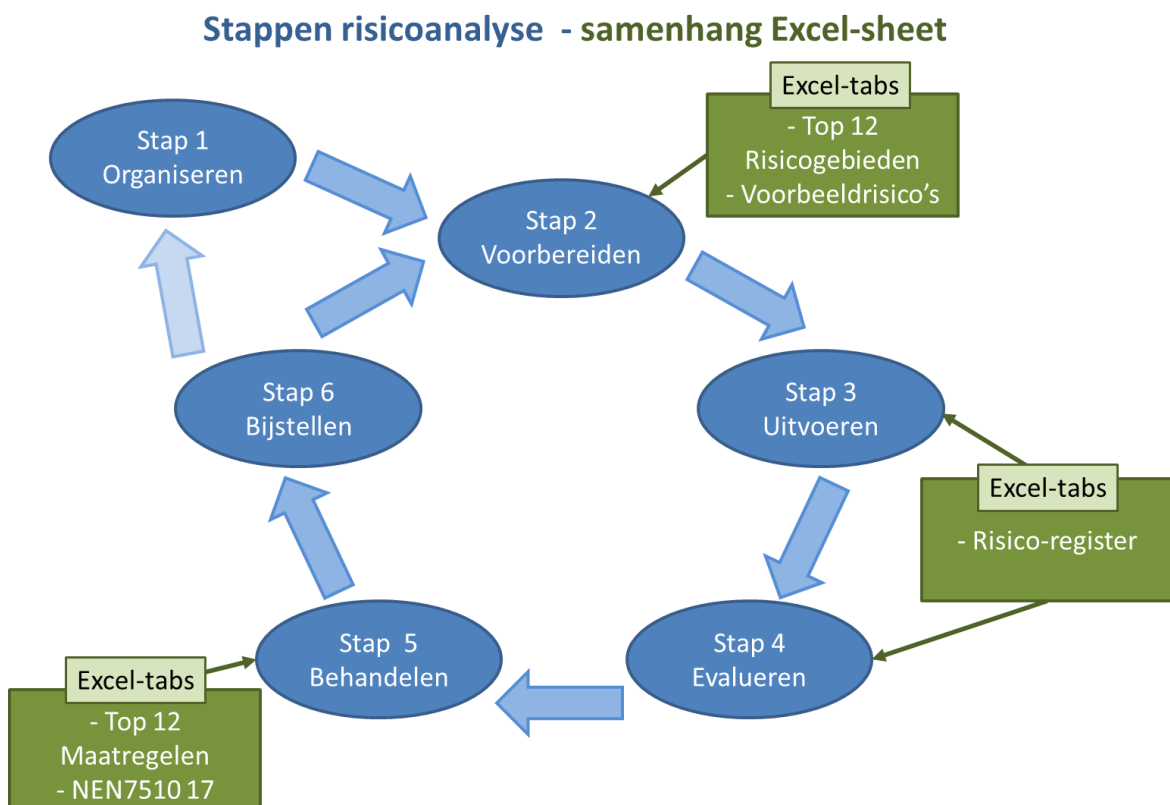 Stappen risicoanalyse - samenhang Excel-sheet
Excel-tabs
- Top 12
Risicogebieden
- Voorbeeldrisico’s
Stap 1
Organiseren
Stap 2
Voorbereiden
Stap 3
Uitvoeren
Excel-tabs
- Risico-register
Stap 4
Evalueren
Stap 5
Behandelen
Excel-tabs
- Top 12
Maatregelen
- NEN7510 17
Stap 6
Bijstellen